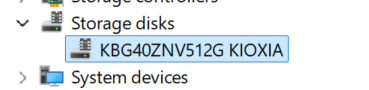 Storage controllers
Storage disks
KBG40ZNV512G KIOXIA
System devices